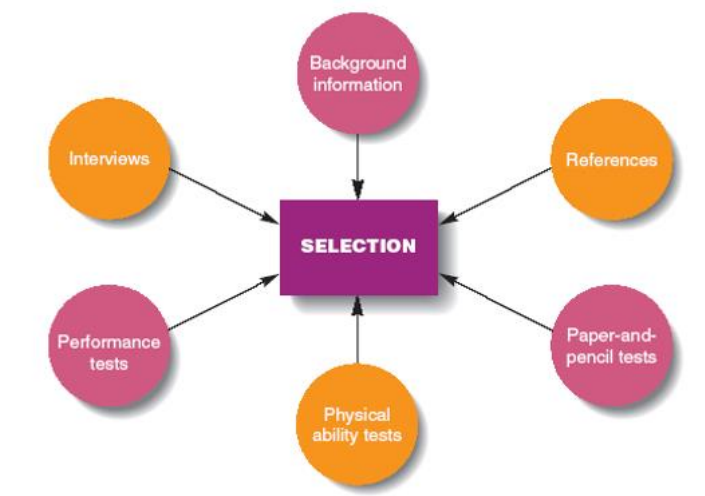 Background
information
Interviews
References
SELECTION
Performance
tests
Paper-and-
pencil tests
Physical
ability tests